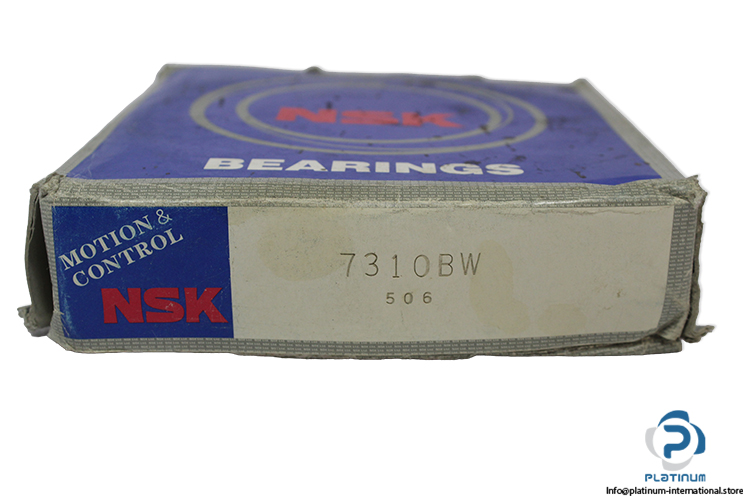 NSK
BEARINGS
MOTION &
CONTROL
NSK
7310BW
506
PLATINUM
Info@platinum-international.store